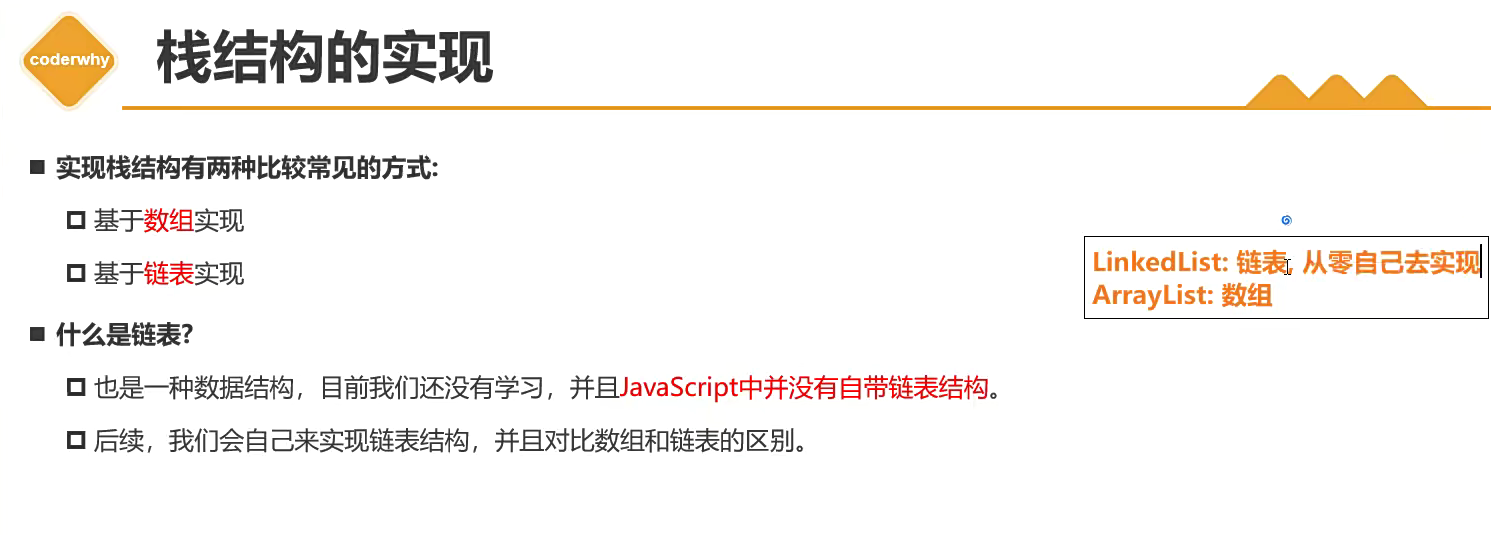 coderwhy
栈结构的实现
实现栈结构有两种比较常见的方式:
基于数组实现
基于链表实现
LinkedList: 链表, 从零自己去实现
ArrayList: 数组
什么是链表?
也是一种数据结构，目前我们还没有学习，并且JavaScript中并没有自带链表结构。
后续，我们会自己来实现链表结构，并且对比数组和链表的区别。